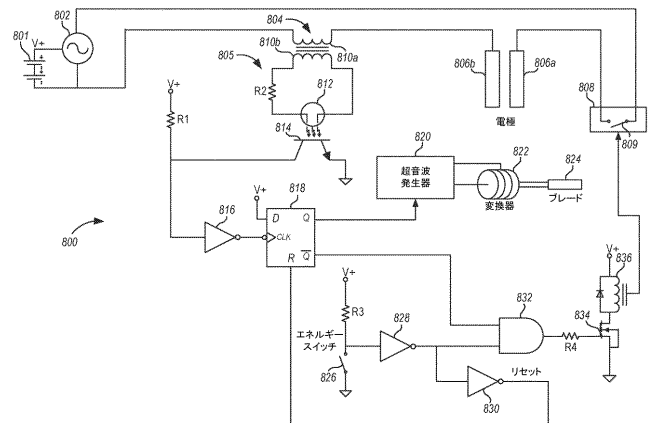 801
802
V+
804
805
810b
810a
R2
812
814
V+
R1
806b
806a
電極
808
809
820
超音波
発生器
822
変換器
824
ブレード
800
816
V+
818
D
Q
CLK
R
Q
V+
R3
エネルギー
スイッチ
826
828
832
830
リセット
R4
834
V+
836